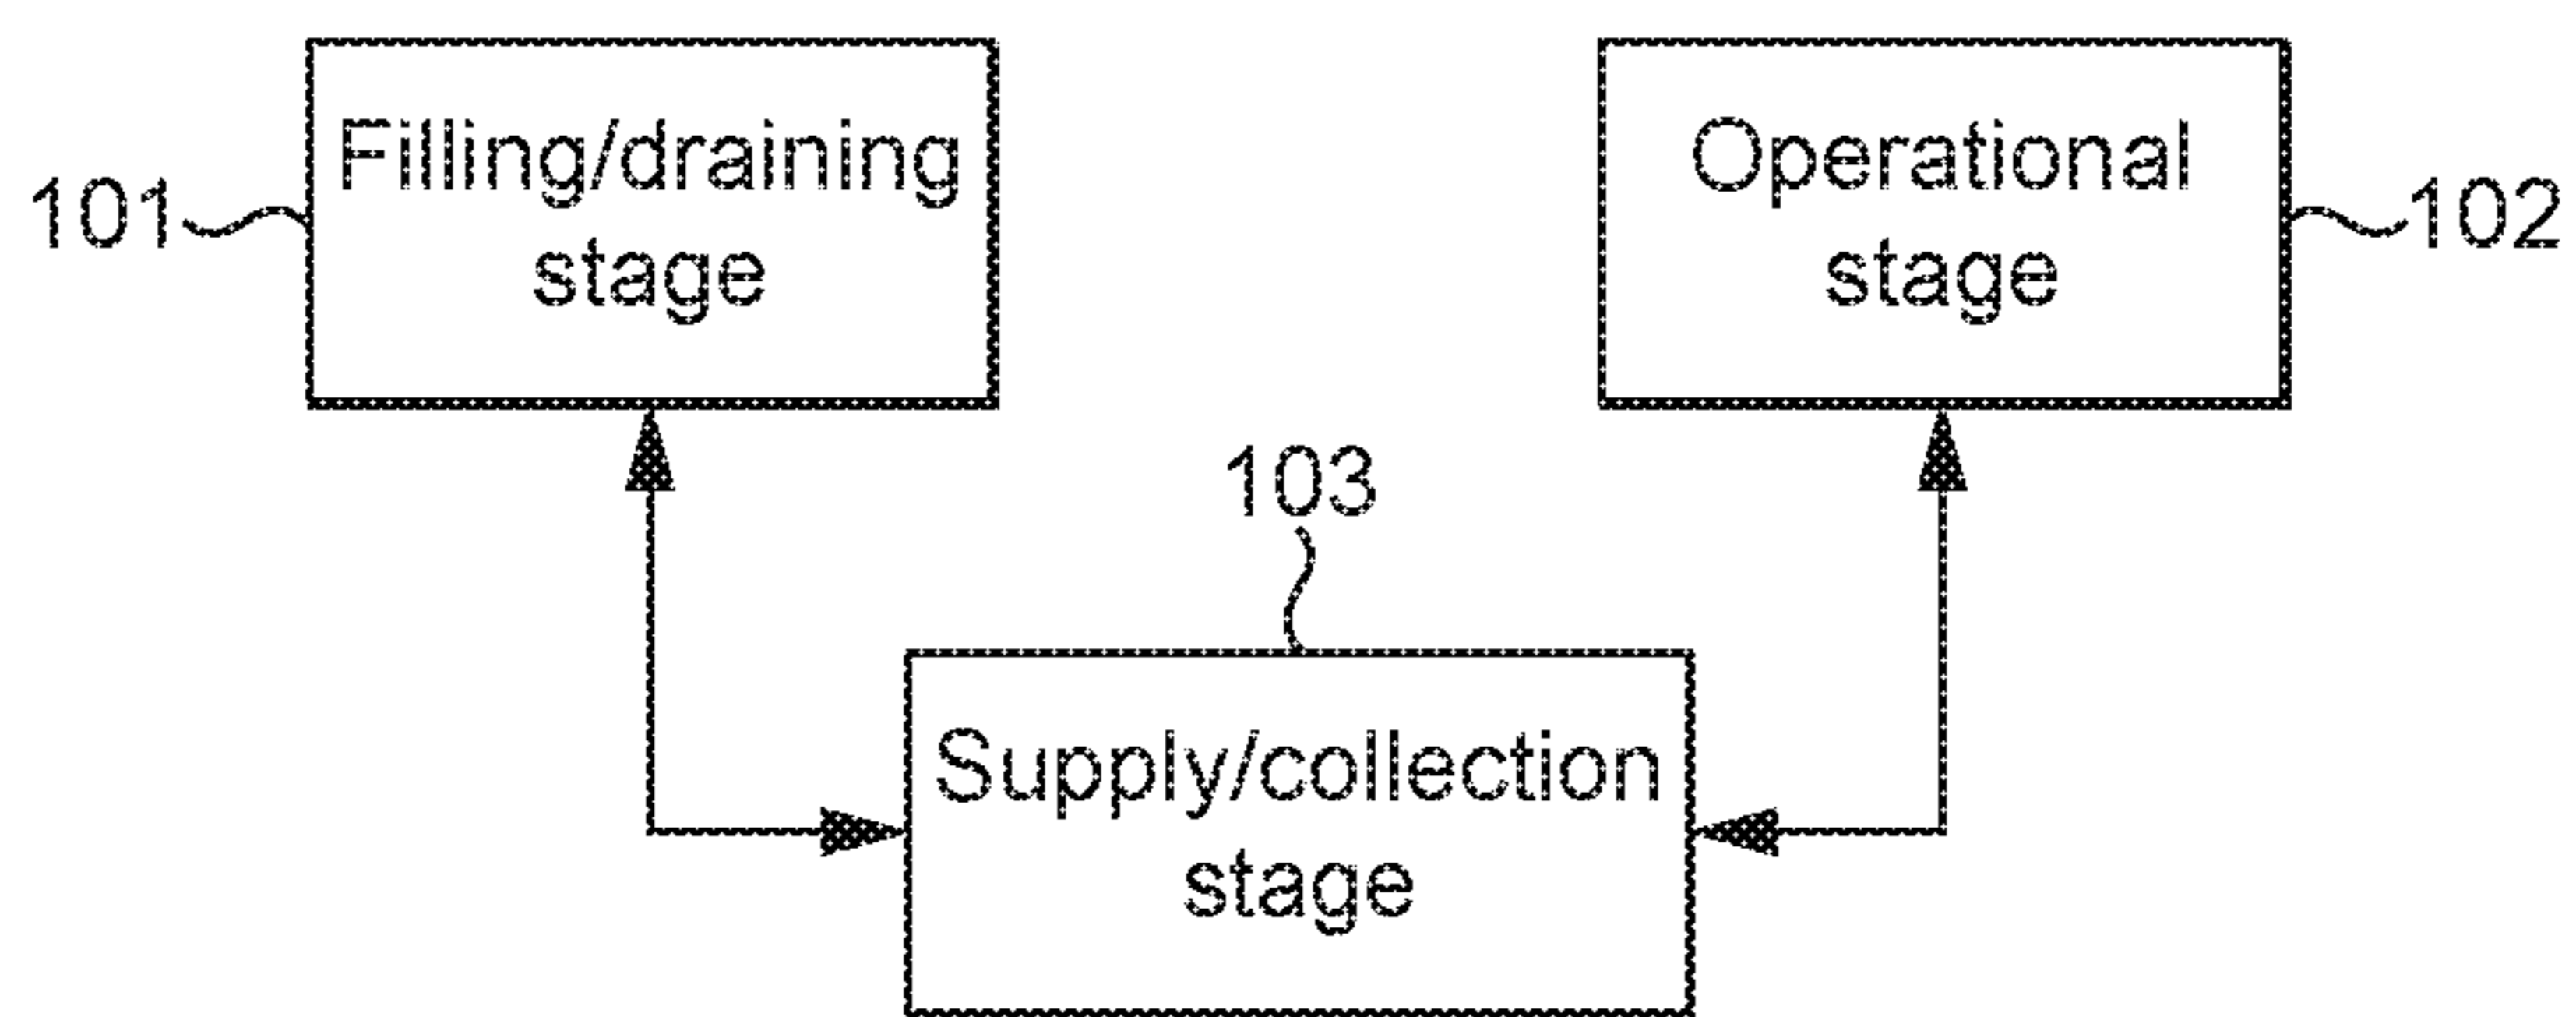 101
Filling/draining
stage
Operational
stage
102
103
Supply/collection
stage